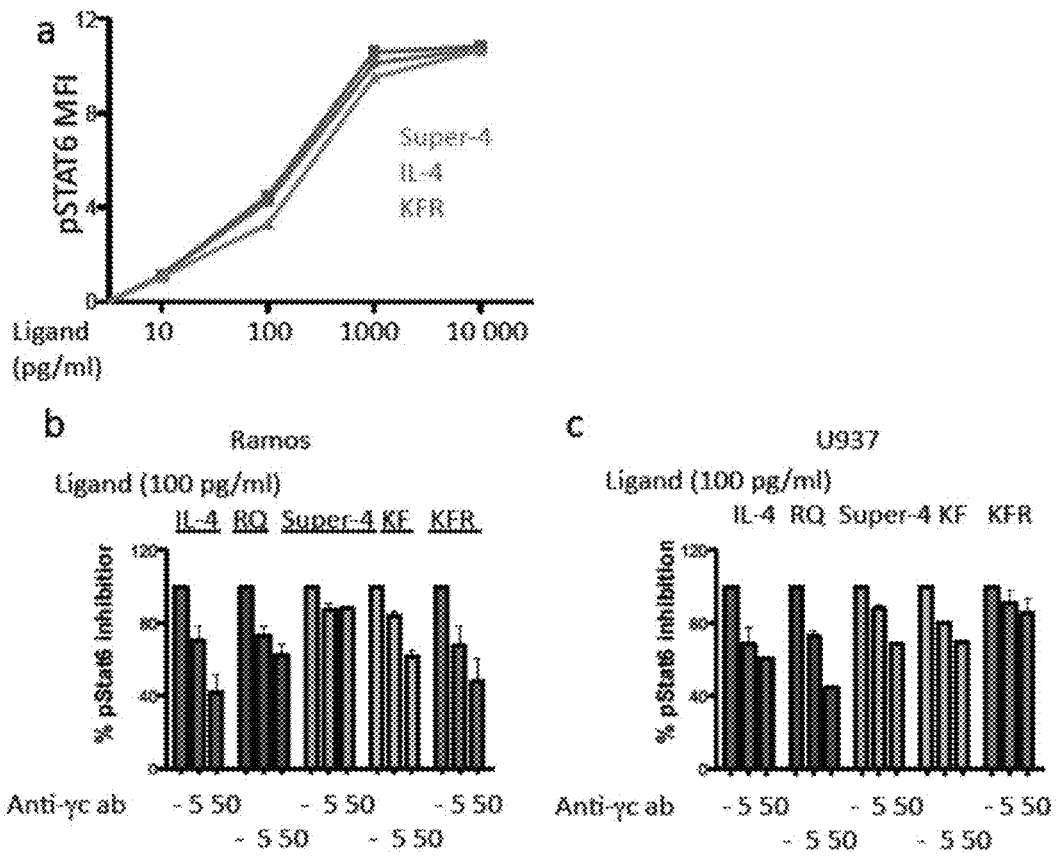 a
12
8
4
0
pSTAT6 MFI
Super-4
IL-4
KFR
Ligand (pg/ml)
10 100 1000 10 000
b
Ramos
Ligand (100 pg/ml)
IL-4 RQ Super-4 KF KFR
120
80
40
0
% pStat6 inhibition
Anti-γc ab - 5 50 - 5 50 - 5 50
- 5 50 - 5 50
c
U937
Ligand (100 pg/ml)
IL-4 RQ Super-4 KF KFR
120
80
40
0
% pStat6 inhibition
Anti-γc ab - 5 50 - 5 50 - 5 50
- 5 50 - 5 50